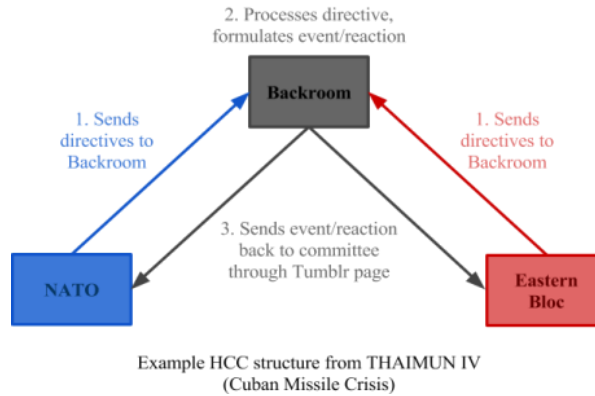 2. Processes directive,
formulates event/reaction
Backroom
1. Sends
directives to
Backroom
1. Sends
directives to
Backroom
3. Sends event/reaction
back to committee
through Tumblr page
NATO
Eastern
Bloc
Example HCC structure from THAIMUN IV
(Cuban Missile Crisis)